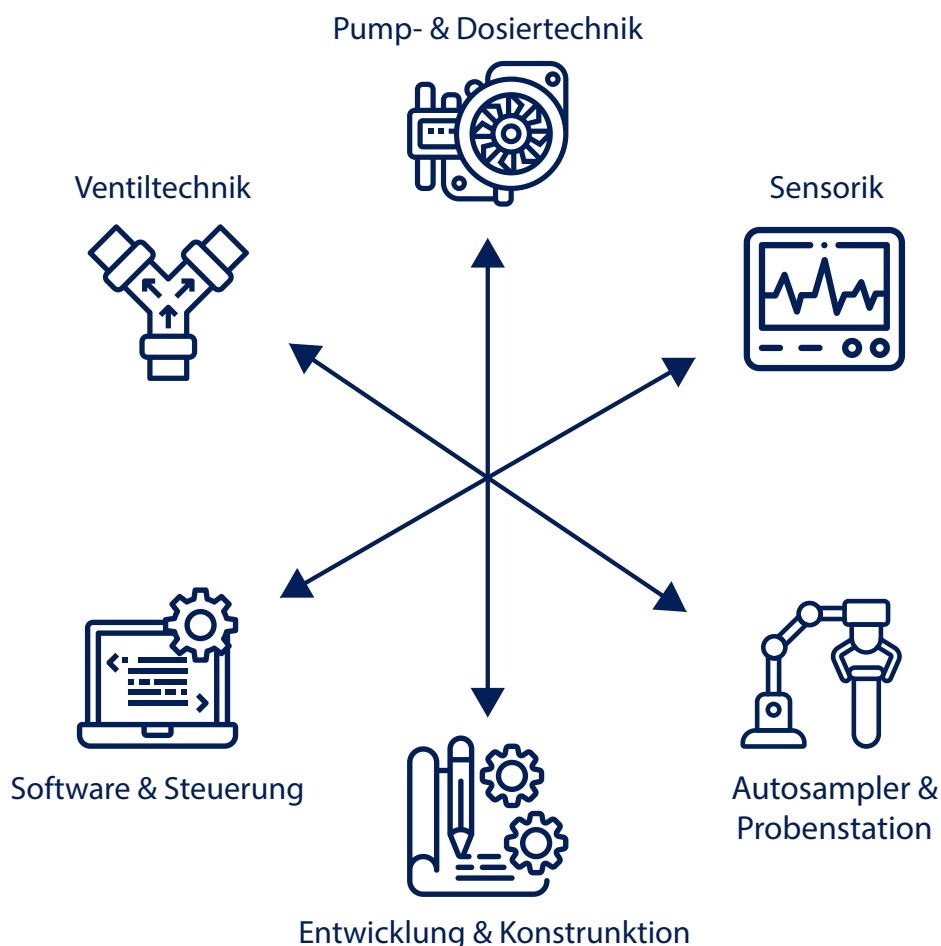 Pump- & Dosiertechnik
Ventiltechnik
Sensorik
Software & Steuerung
Autosampler &
Probenstation
Entwicklung & Konstrunktion